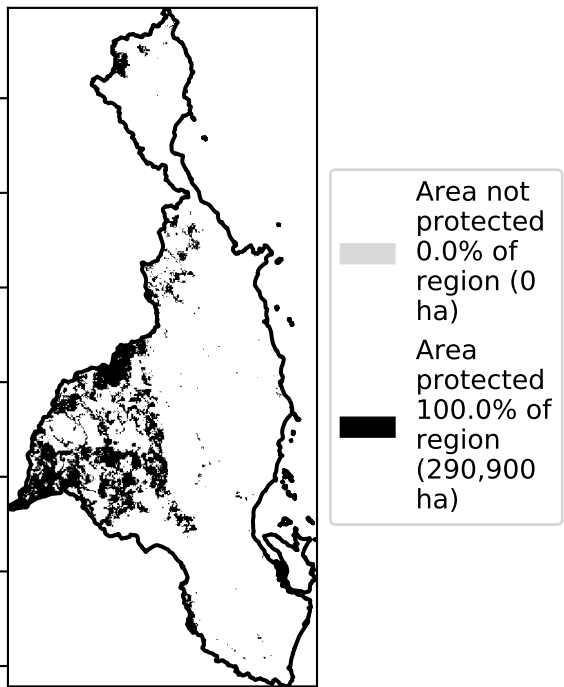 Area not
protected
0.0% of
region (0
ha)
Area
protected
100.0% of
region
(290,900
ha)